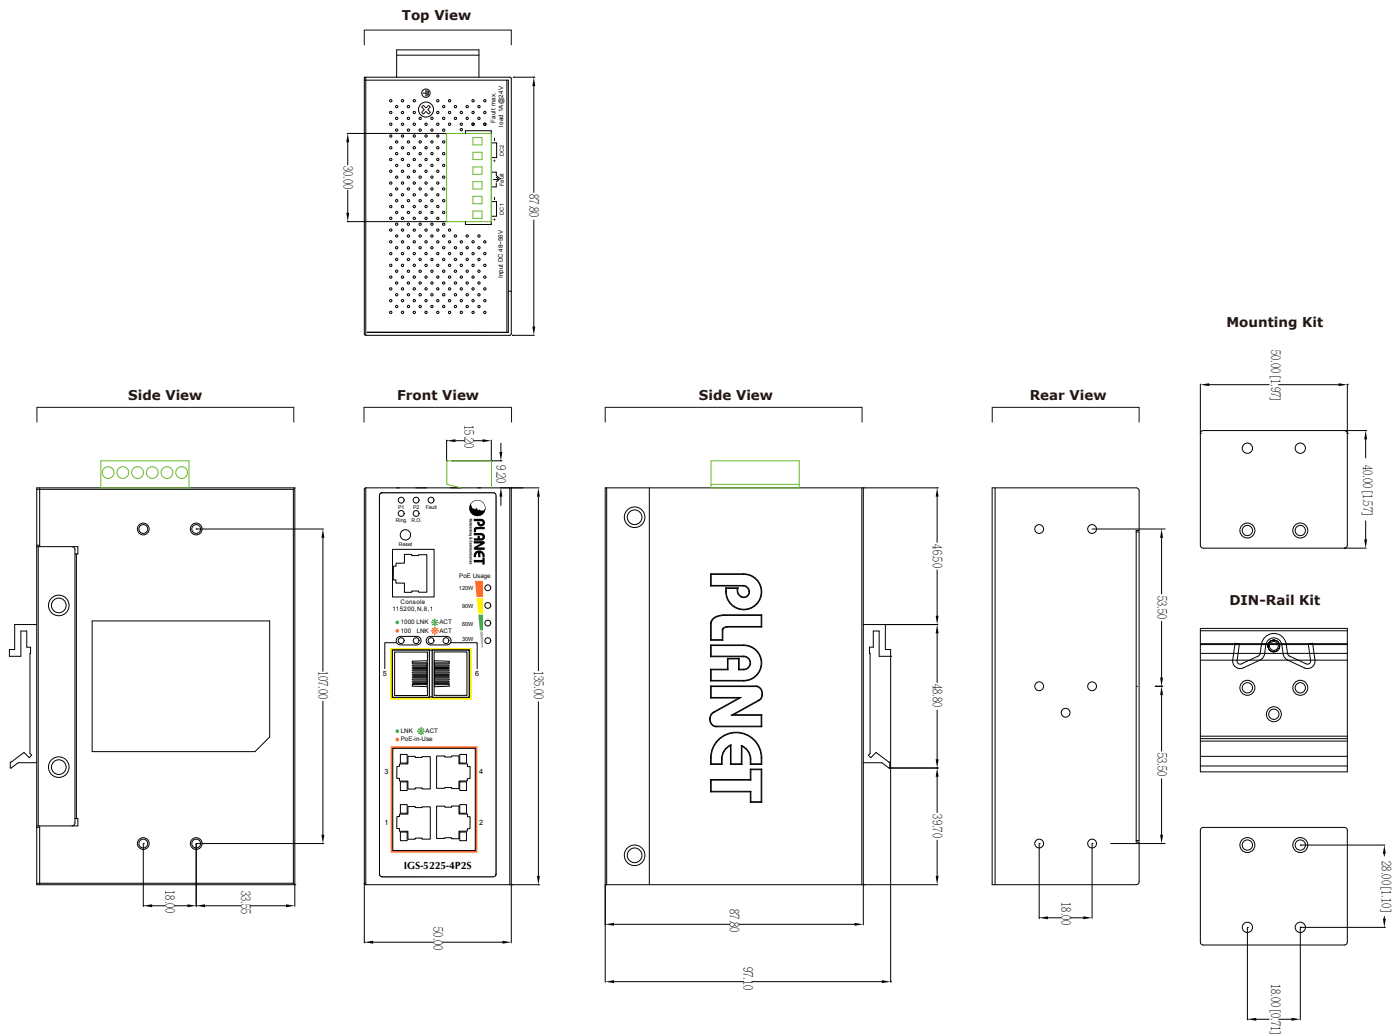 Top View
Fault max.
load 1A@24V
DC2
Fault
DC1
Input DC 48~56V
30.00
87.80
Mounting Kit
50.00 [1.97]
40.00 [1.57]
Side View
Front View
Side View
Rear View
15.20
9.20
P1 P2 Fault
Ring R.O.
Reset
PLANET
Networking & Communication
PoE Usage
120W
90W
60W
30W
Console
115200,N,8,1
1000 LNK ACT
100 LNK ACT
5
6
LNK ACT
PoE-in-Use
3
4
1
2
IGS-5225-4P2S
107.00
135.00
PLANET
46.50
48.80
39.70
53.50
53.50
DIN-Rail Kit
18.00
33.55
50.00
87.80
97.10
18.00
28.00 [1.10]
18.00 [0.71]